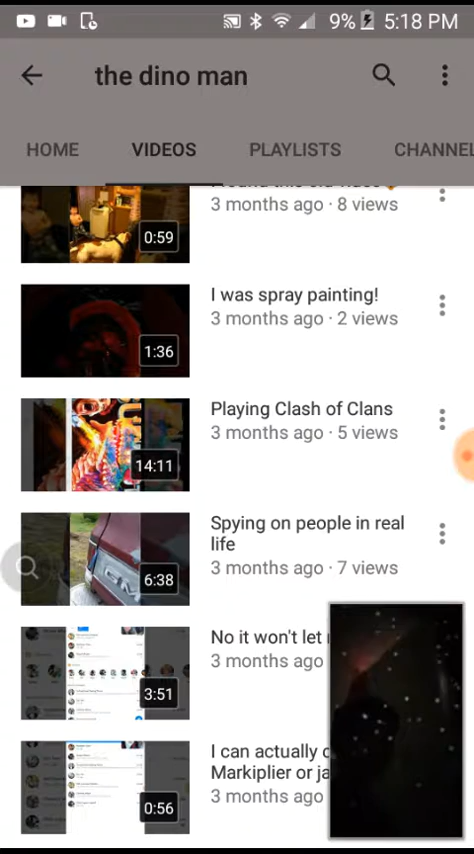 9% 5:18 PM
the dino man
HOME VIDEOS PLAYLISTS CHANNEL
0:59
3 months ago · 8 views
I was spray painting!
3 months ago · 2 views
1:36
Playing Clash of Clans
3 months ago · 5 views
14:11
Spying on people in real
life
3 months ago · 7 views
6:38
No it won't let
3 months ago
3:51
I can actually
Markiplier or ja
3 months ago
0:56